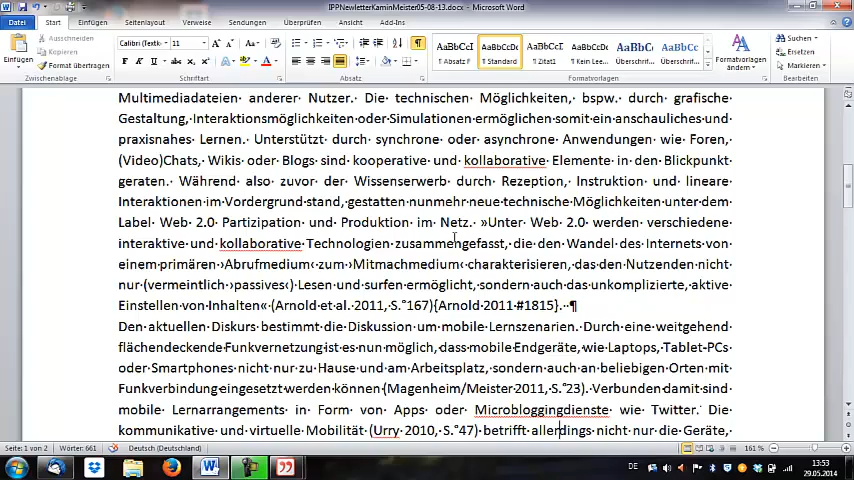 IPPNewletterKaminMeister05-08-13.docx - Microsoft Word
Datei Start Einfügen Seitenlayout Verweise Sendungen Überprüfen Ansicht Add-Ins
Einfügen
Ausschneiden
Kopieren
Format übertragen
Zwischenablage
Calibri (Textk 11
F K U abc
Schriftart
Absatz
AaBbCcI AaBbCcDc AaBbCcI AaBbCcDc AaBbCc AaBbCc
¶ Absatz F ¶ Standard ¶ Zitat1 ¶ Kein Lee... Überschrif... Überschrif...
Formatvorlagen ändern
Formatvorlagen
Suchen
Ersetzen
Markieren
Bearbeiten
Multimediadateien anderer Nutzer. Die technischen Möglichkeiten, bspw. durch grafische
Gestaltung, Interaktionsmöglichkeiten oder Simulationen ermöglichen somit ein anschauliches und
praxisnahes Lernen. Unterstützt durch synchrone oder asynchrone Anwendungen wie Foren,
(Video)Chats, Wikis oder Blogs sind kooperative und kollaborative Elemente in den Blickpunkt
geraten. Während also zuvor der Wissenserwerb durch Rezeption, Instruktion und lineare
Interaktionen im Vordergrund stand, gestatten nunmehr neue technische Möglichkeiten unter dem
Label Web 2.0 Partizipation und Produktion im Netz. »Unter Web 2.0 werden verschiedene
interaktive und kollaborative Technologien zusammengefasst, die den Wandel des Internets von
einem primären ›Abrufmedium‹ zum ›Mitmachmedium‹ charakterisieren, das den Nutzenden nicht
nur (vermeintlich ›passives‹) Lesen und surfen ermöglicht, sondern auch das unkomplizierte, aktive
Einstellen von Inhalten« (Arnold et al. 2011, S.°167){Arnold 2011 #1815}. ¶
Den aktuellen Diskurs bestimmt die Diskussion um mobile Lernszenarien. Durch eine weitgehend
flächendeckende Funkvernetzung ist es nun möglich, dass mobile Endgeräte, wie Laptops, Tablet-PCs
oder Smartphones nicht nur zu Hause und am Arbeitsplatz, sondern auch an beliebigen Orten mit
Funkverbindung eingesetzt werden können (Magenheim/Meister 2011, S.°23). Verbunden damit sind
mobile Lernarrangements in Form von Apps oder Microbloggingdienste wie Twitter. Die
kommunikative und virtuelle Mobilität (Urry 2010, S.°47) betrifft allerdings nicht nur die Geräte,
Seite: 1 von 2 Wörter: 693 Deutsch (Deutschland) 161 %
DE 13:53
29.05.2014